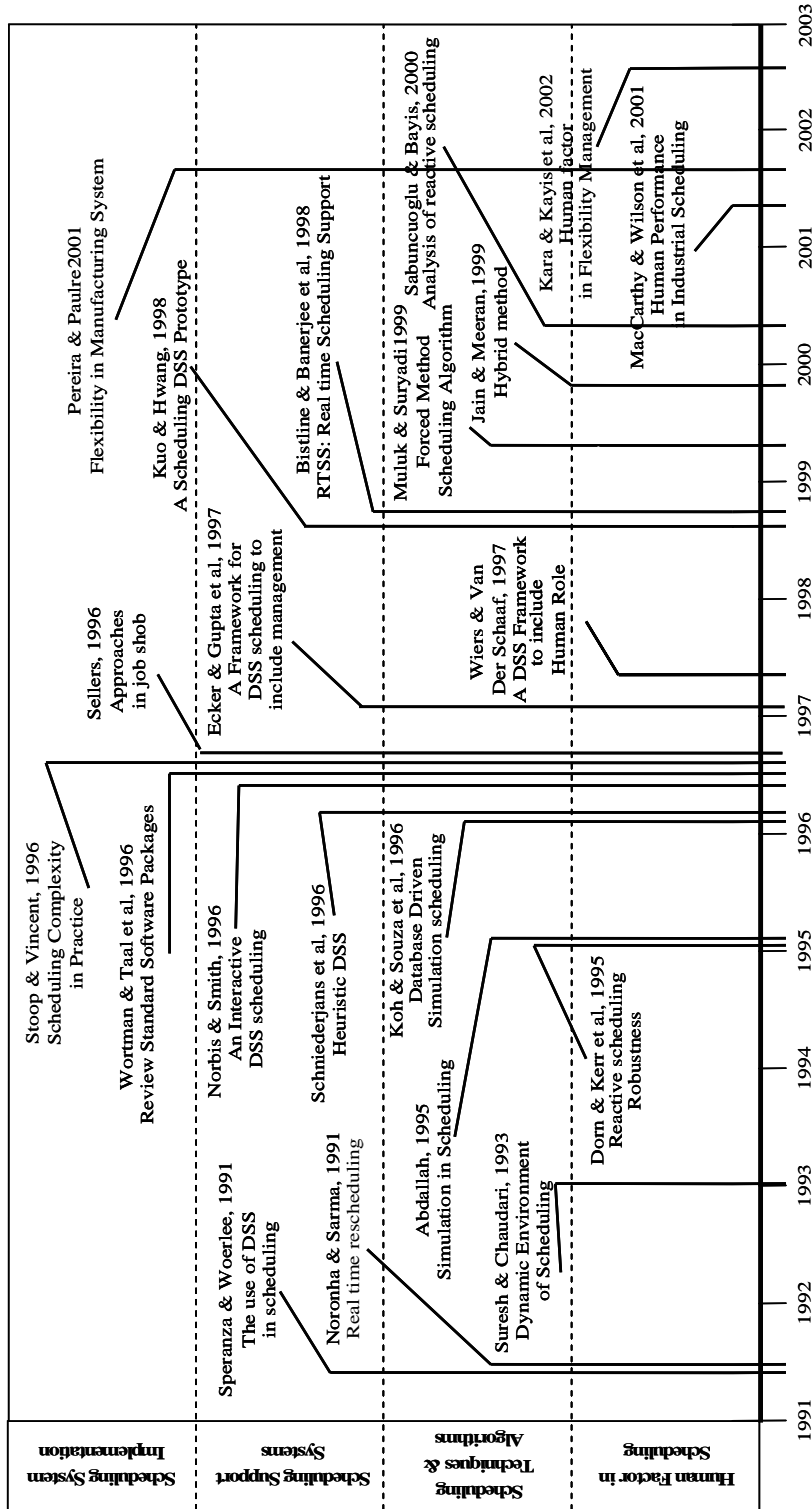 Scheduling System
Implementation
Stoop & Vincent, 1996
Scheduling Complexity
in Practice
Wortman & Taal et al, 1996
Review Standard Software Packages
Sellers, 1996
Approaches
in job shob
Pereira & Paulre2001
Flexibility in Manufacturing System
Scheduling Support
Systems
Speranza & Woerlee, 1991
The use of DSS
in scheduling
Noronha & Sarma, 1991
Real time rescheduling
Norbis & Smith, 1996
An Interactive
DSS scheduling
Schniederjans et al, 1996
Heuristic DSS
Ecker & Gupta et al, 1997
A Framework for
DSS scheduling to
include management
Kuo & Hwang, 1998
A Scheduling DSS Prototype
Bistline & Banerjee et al, 1998
RTSS: Real time Scheduling Support
Scheduling
Techniques &
Algorithms
Abdallah, 1995
Simulation in Scheduling
Suresh & Chaudari, 1993
Dynamic Environment
of Scheduling
Koh & Souza et al, 1996
Database Driven
Simulation scheduling
Muluk & Suryadi 1999
Forced Method
Scheduling Algorithm
Jain & Meeran, 1999
Hybrid method
Sabuncuoglu & Bayis, 2000
Analysis of reactive scheduling
Human Factor in
Scheduling
Dorn & Kerr et al, 1995
Reactive scheduling
Robustness
Wiers & Van
Der Schaaf, 1997
A DSS Framework
to include
Human Role
Kara & Kayis et al, 2002
Human factor
in Flexibility Management
MacCarthy & Wilson et al, 2001
Human Performance
in Industrial Scheduling
1991
1992
1993
1994
1995
1996
1997
1998
1999
2000
2001
2002
2003